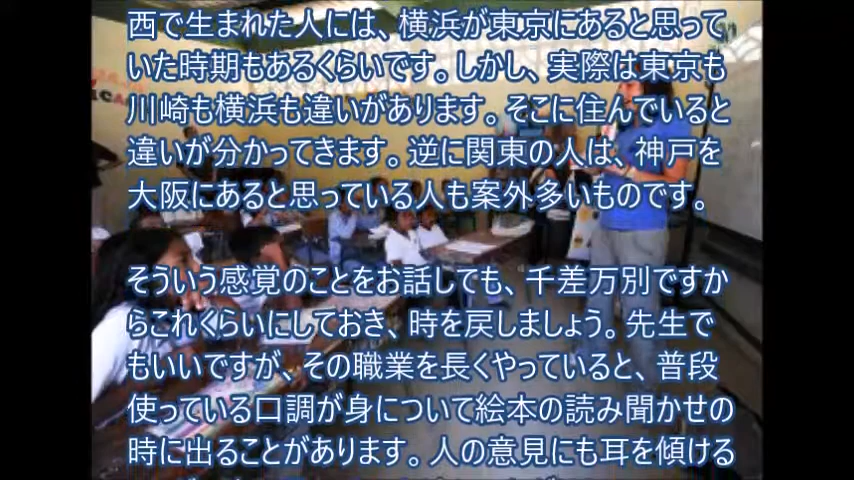 西で生まれた人には、横浜が東京にあると思って
いた時期もあるくらいです。しかし、実際は東京も
川崎も横浜も違いがあります。そこに住んでいると
違いが分かってきます。逆に関東の人は、神戸を
大阪にあると思っている人も案外多いものです。
そういう感覚のことをお話しても、千差万別ですか
らこれくらいにしておき、時を戻しましょう。先生で
もいいですが、その職業を長くやっていると、普段
使っている口調が身について絵本の読み聞かせの
時に出ることがあります。人の意見にも耳を傾ける